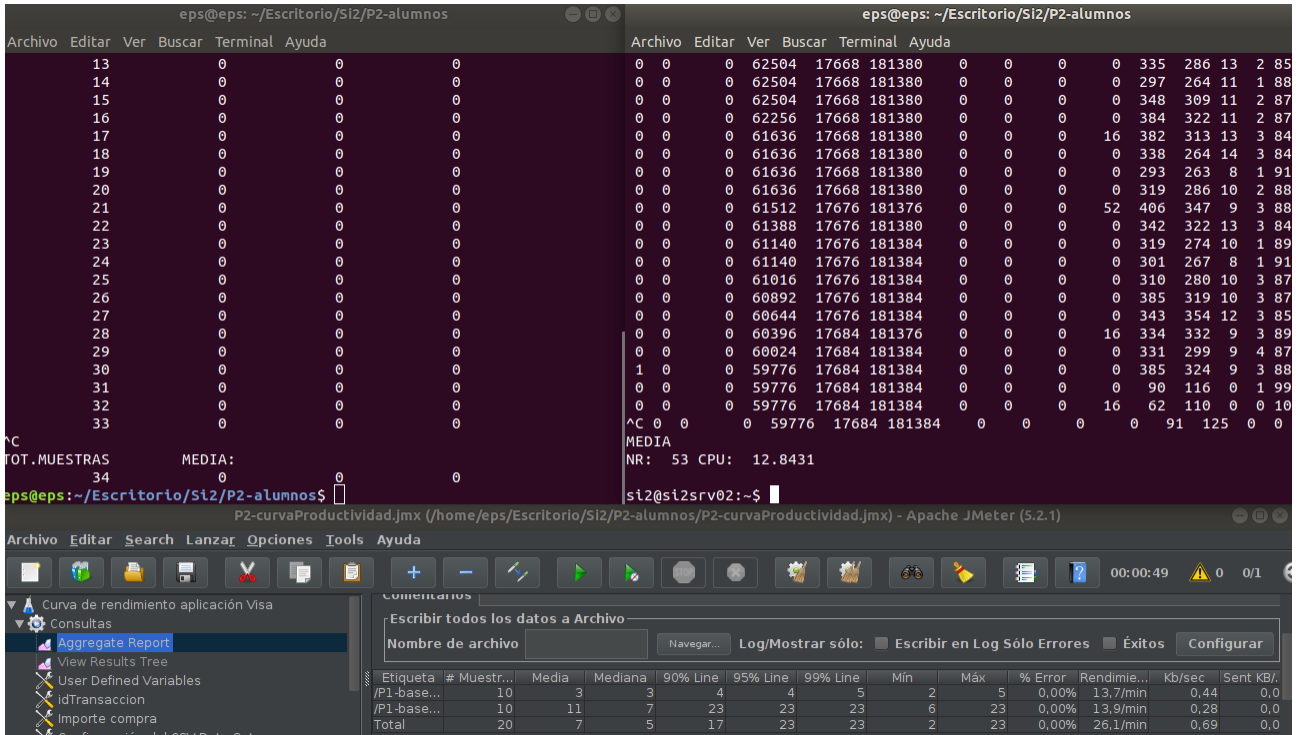 eps@eps: ~/Escritorio/Si2/P2-alumnos
Archivo Editar Ver Buscar Terminal Ayuda
13 0 0 0
14 0 0 0
15 0 0 0
16 0 0 0
17 0 0 0
18 0 0 0
19 0 0 0
20 0 0 0
21 0 0 0
22 0 0 0
23 0 0 0
24 0 0 0
25 0 0 0
26 0 0 0
27 0 0 0
28 0 0 0
29 0 0 0
30 0 0 0
31 0 0 0
32 0 0 0
33 0 0 0
^C
TOT.MUESTRAS MEDIA:
34 0 0 0
eps@eps:~/Escritorio/Si2/P2-alumnos$
eps@eps: ~/Escritorio/Si2/P2-alumnos
Archivo Editar Ver Buscar Terminal Ayuda
0 0 0 62504 17668 181380 0 0 0 0 335 286 13 2 85
0 0 0 62504 17668 181380 0 0 0 0 297 264 11 1 88
0 0 0 62504 17668 181380 0 0 0 0 348 309 11 2 87
0 0 0 62256 17668 181380 0 0 0 0 384 322 11 2 87
0 0 0 61636 17668 181380 0 0 0 16 382 313 13 3 84
0 0 0 61636 17668 181380 0 0 0 0 338 264 14 3 84
0 0 0 61636 17668 181380 0 0 0 0 293 263 8 1 91
0 0 0 61636 17668 181380 0 0 0 0 319 286 10 2 88
0 0 0 61512 17676 181376 0 0 0 52 406 347 9 3 88
0 0 0 61388 17676 181380 0 0 0 0 342 322 13 3 84
0 0 0 61140 17676 181384 0 0 0 0 319 274 10 1 89
0 0 0 61140 17676 181384 0 0 0 0 301 267 8 1 91
0 0 0 61016 17676 181384 0 0 0 0 310 280 10 3 87
0 0 0 60892 17676 181384 0 0 0 0 385 319 10 3 87
0 0 0 60644 17676 181384 0 0 0 0 343 354 12 3 85
0 0 0 60396 17684 181376 0 0 0 16 334 332 9 3 89
0 0 0 60024 17684 181384 0 0 0 0 331 299 9 4 87
1 0 0 59776 17684 181384 0 0 0 0 385 324 9 3 88
0 0 0 59776 17684 181384 0 0 0 0 90 116 0 1 99
0 0 0 59776 17684 181384 0 0 0 16 62 110 0 0 10
^C 0 0 0 59776 17684 181384 0 0 0 0 91 125 0 0
MEDIA
NR: 53 CPU: 12.8431
si2@si2srv02:~$
P2-curvaProductividad.jmx (/home/eps/Escritorio/Si2/P2-alumnos/P2-curvaProductividad.jmx) - Apache JMeter (5.2.1)
Archivo Editar Search Lanzar Opciones Tools Ayuda
STOP 00:00:49 0 0/1
Curva de rendimiento aplicación Visa
Consultas
Aggregate Report
View Results Tree
User Defined Variables
idTransaccion
Importe compra
Comentarios
Escribir todos los datos a Archivo
Nombre de archivo Navegar... Log/Mostrar sólo: Escribir en Log Sólo Errores Éxitos Configurar
Etiqueta # Muestr... Media Mediana 90% Line 95% Line 99% Line Mín Máx % Error Rendimie... Kb/sec Sent KB/.
/P1-base... 10 3 3 4 4 5 2 5 0,00% 13,7/min 0,44 0,0
/P1-base... 10 11 7 23 23 23 6 23 0,00% 13,9/min 0,28 0,0
Total 20 7 5 17 23 23 2 23 0,00% 26,1/min 0,69 0,0